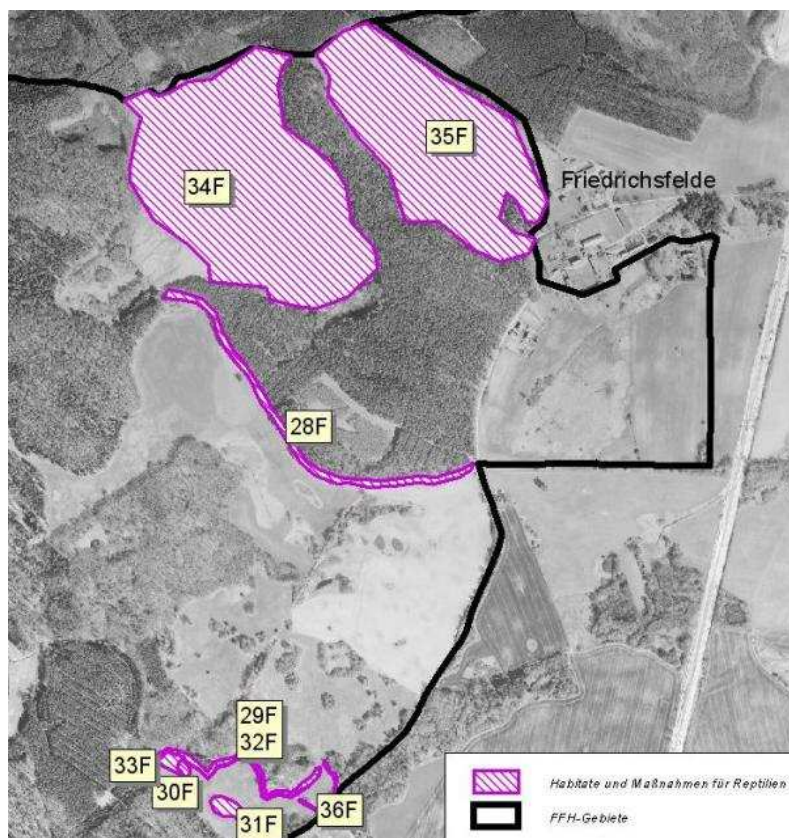 35F
34F
Friedrichsfelde
28F
29F
32F
33F
30F
31F
36F
Habitate und Maßnahmen für Reptilien
FFH-Gebiete